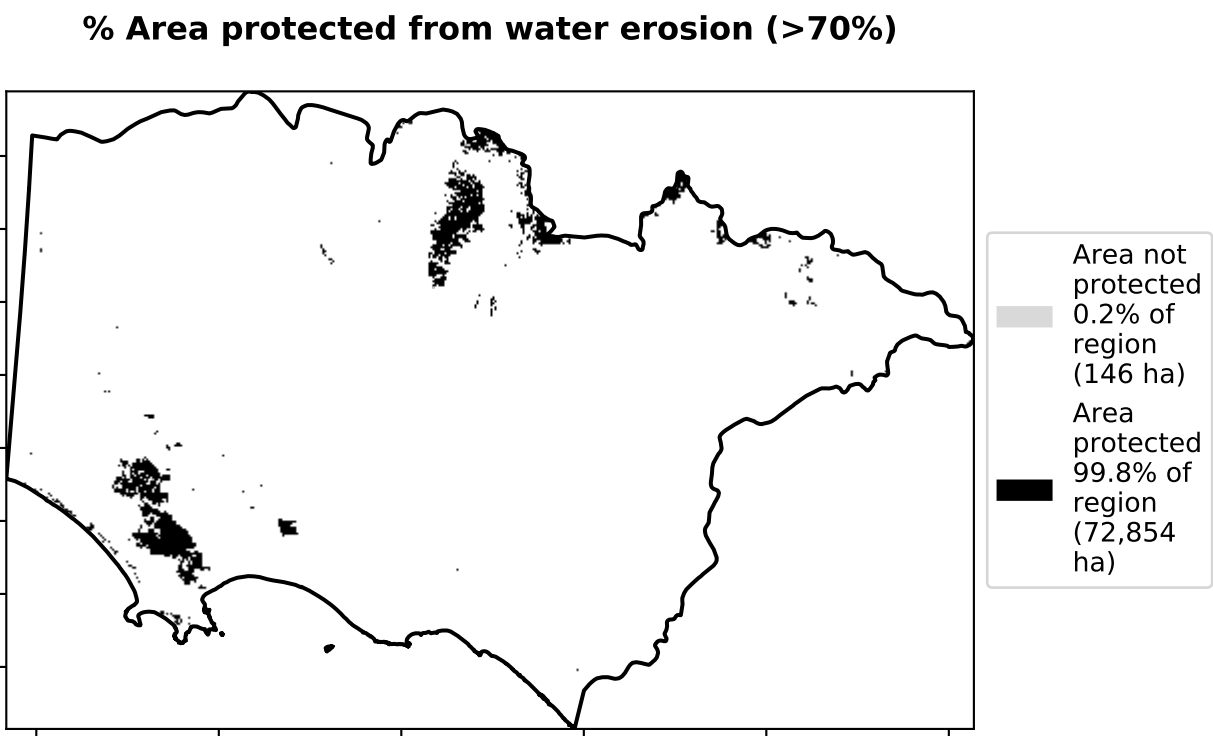 % Area protected from water erosion (>70%)
Area not
protected
0.2% of
region
(146 ha)
Area
protected
99.8% of
region
(72,854
ha)